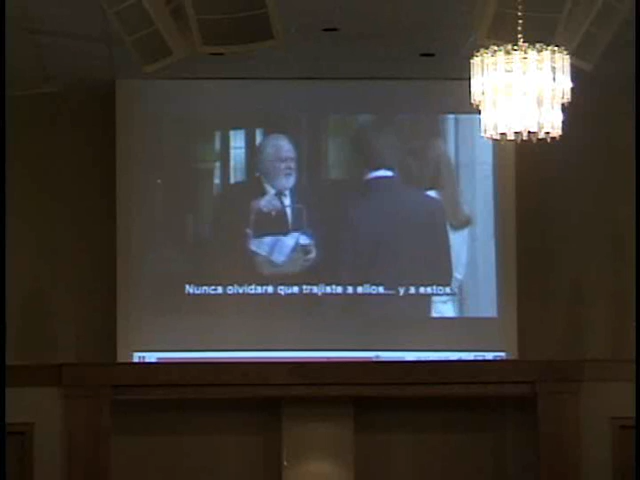 Nunca olvidaré que trajiste a ellos... y a estos.